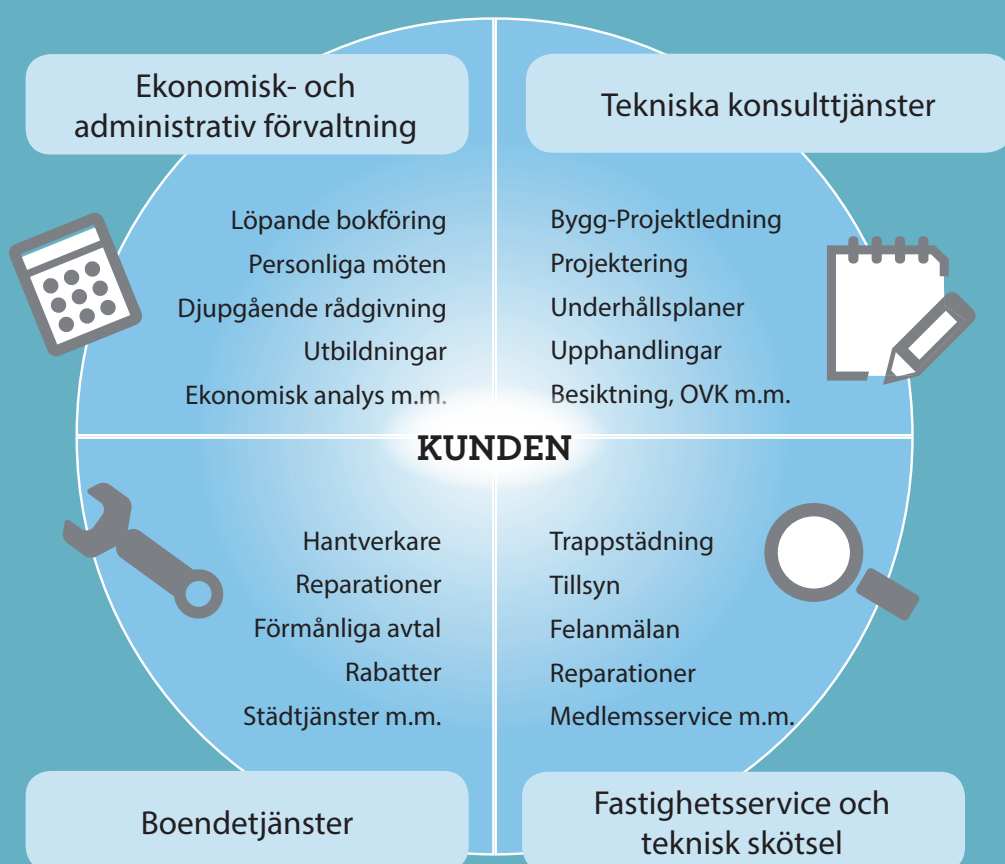 Ekonomisk- och
administrativ förvaltning
Löpande bokföring
Personliga möten
Djupgående rådgivning
Utbildningar
Ekonomisk analys m.m.
Tekniska konsulttjänster
Bygg-Projektledning
Projektering
Underhållsplaner
Upphandlingar
Besiktning, OVK m.m.
KUNDEN
Hantverkare
Reparationer
Förmånliga avtal
Rabatter
Städtjänster m.m.
Boendetjänster
Trappstädning
Tillsyn
Felanmälan
Reparationer
Medlemsservice m.m.
Fastighetsservice och
teknisk skötsel